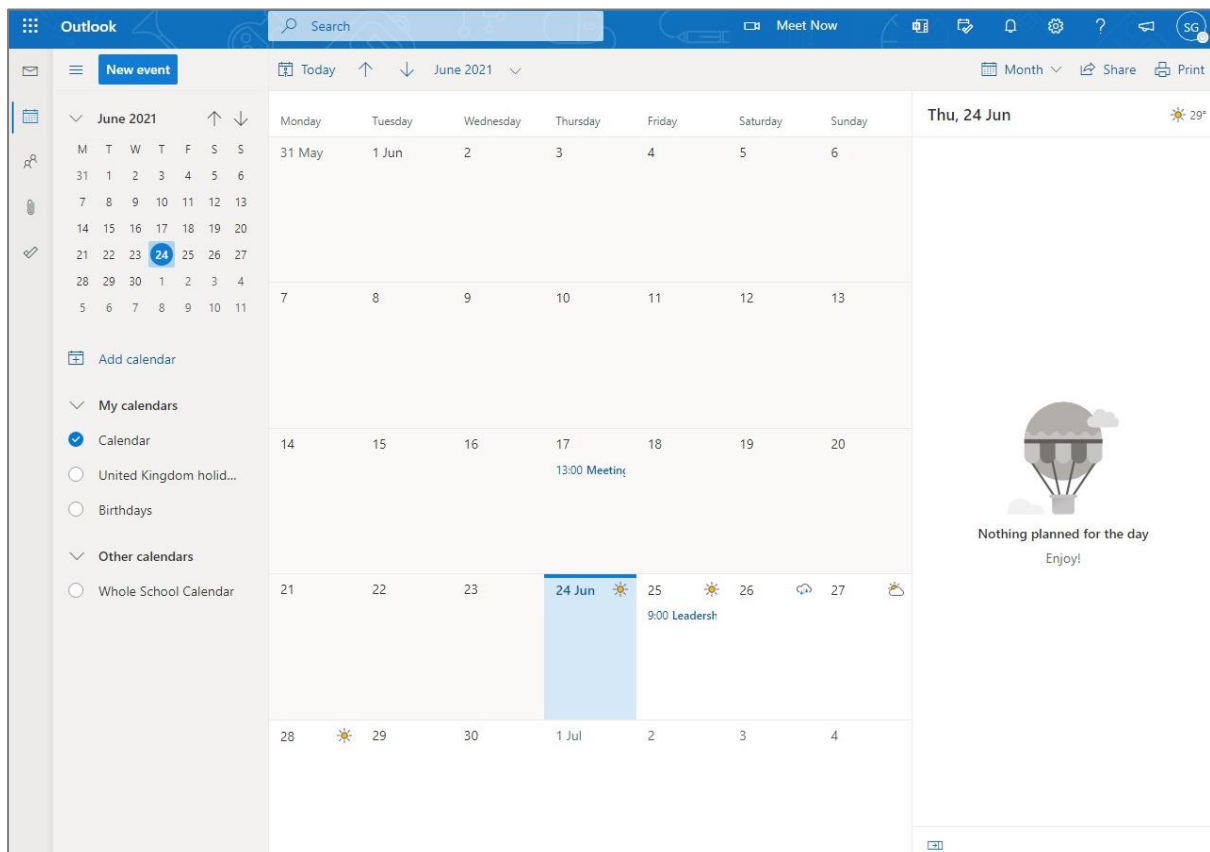 Outlook
Search
Meet Now
SG
New event
Today
June 2021
Month
Share
Print
June 2021
M T W T F S S
31 1 2 3 4 5 6
7 8 9 10 11 12 13
14 15 16 17 18 19 20
21 22 23 24 25 26 27
28 29 30 1 2 3 4
5 6 7 8 9 10 11
Add calendar
My calendars
Calendar
United Kingdom holid...
Birthdays
Other calendars
Whole School Calendar
Monday Tuesday Wednesday Thursday Friday Saturday Sunday
31 May 1 Jun 2 3 4 5 6
7 8 9 10 11 12 13
14 15 16 17 18 19 20
13:00 Meeting
21 22 23 24 Jun 25 26 27
9:00 Leadersh
28 29 30 1 Jul 2 3 4
Thu, 24 Jun
29°
Nothing planned for the day
Enjoy!